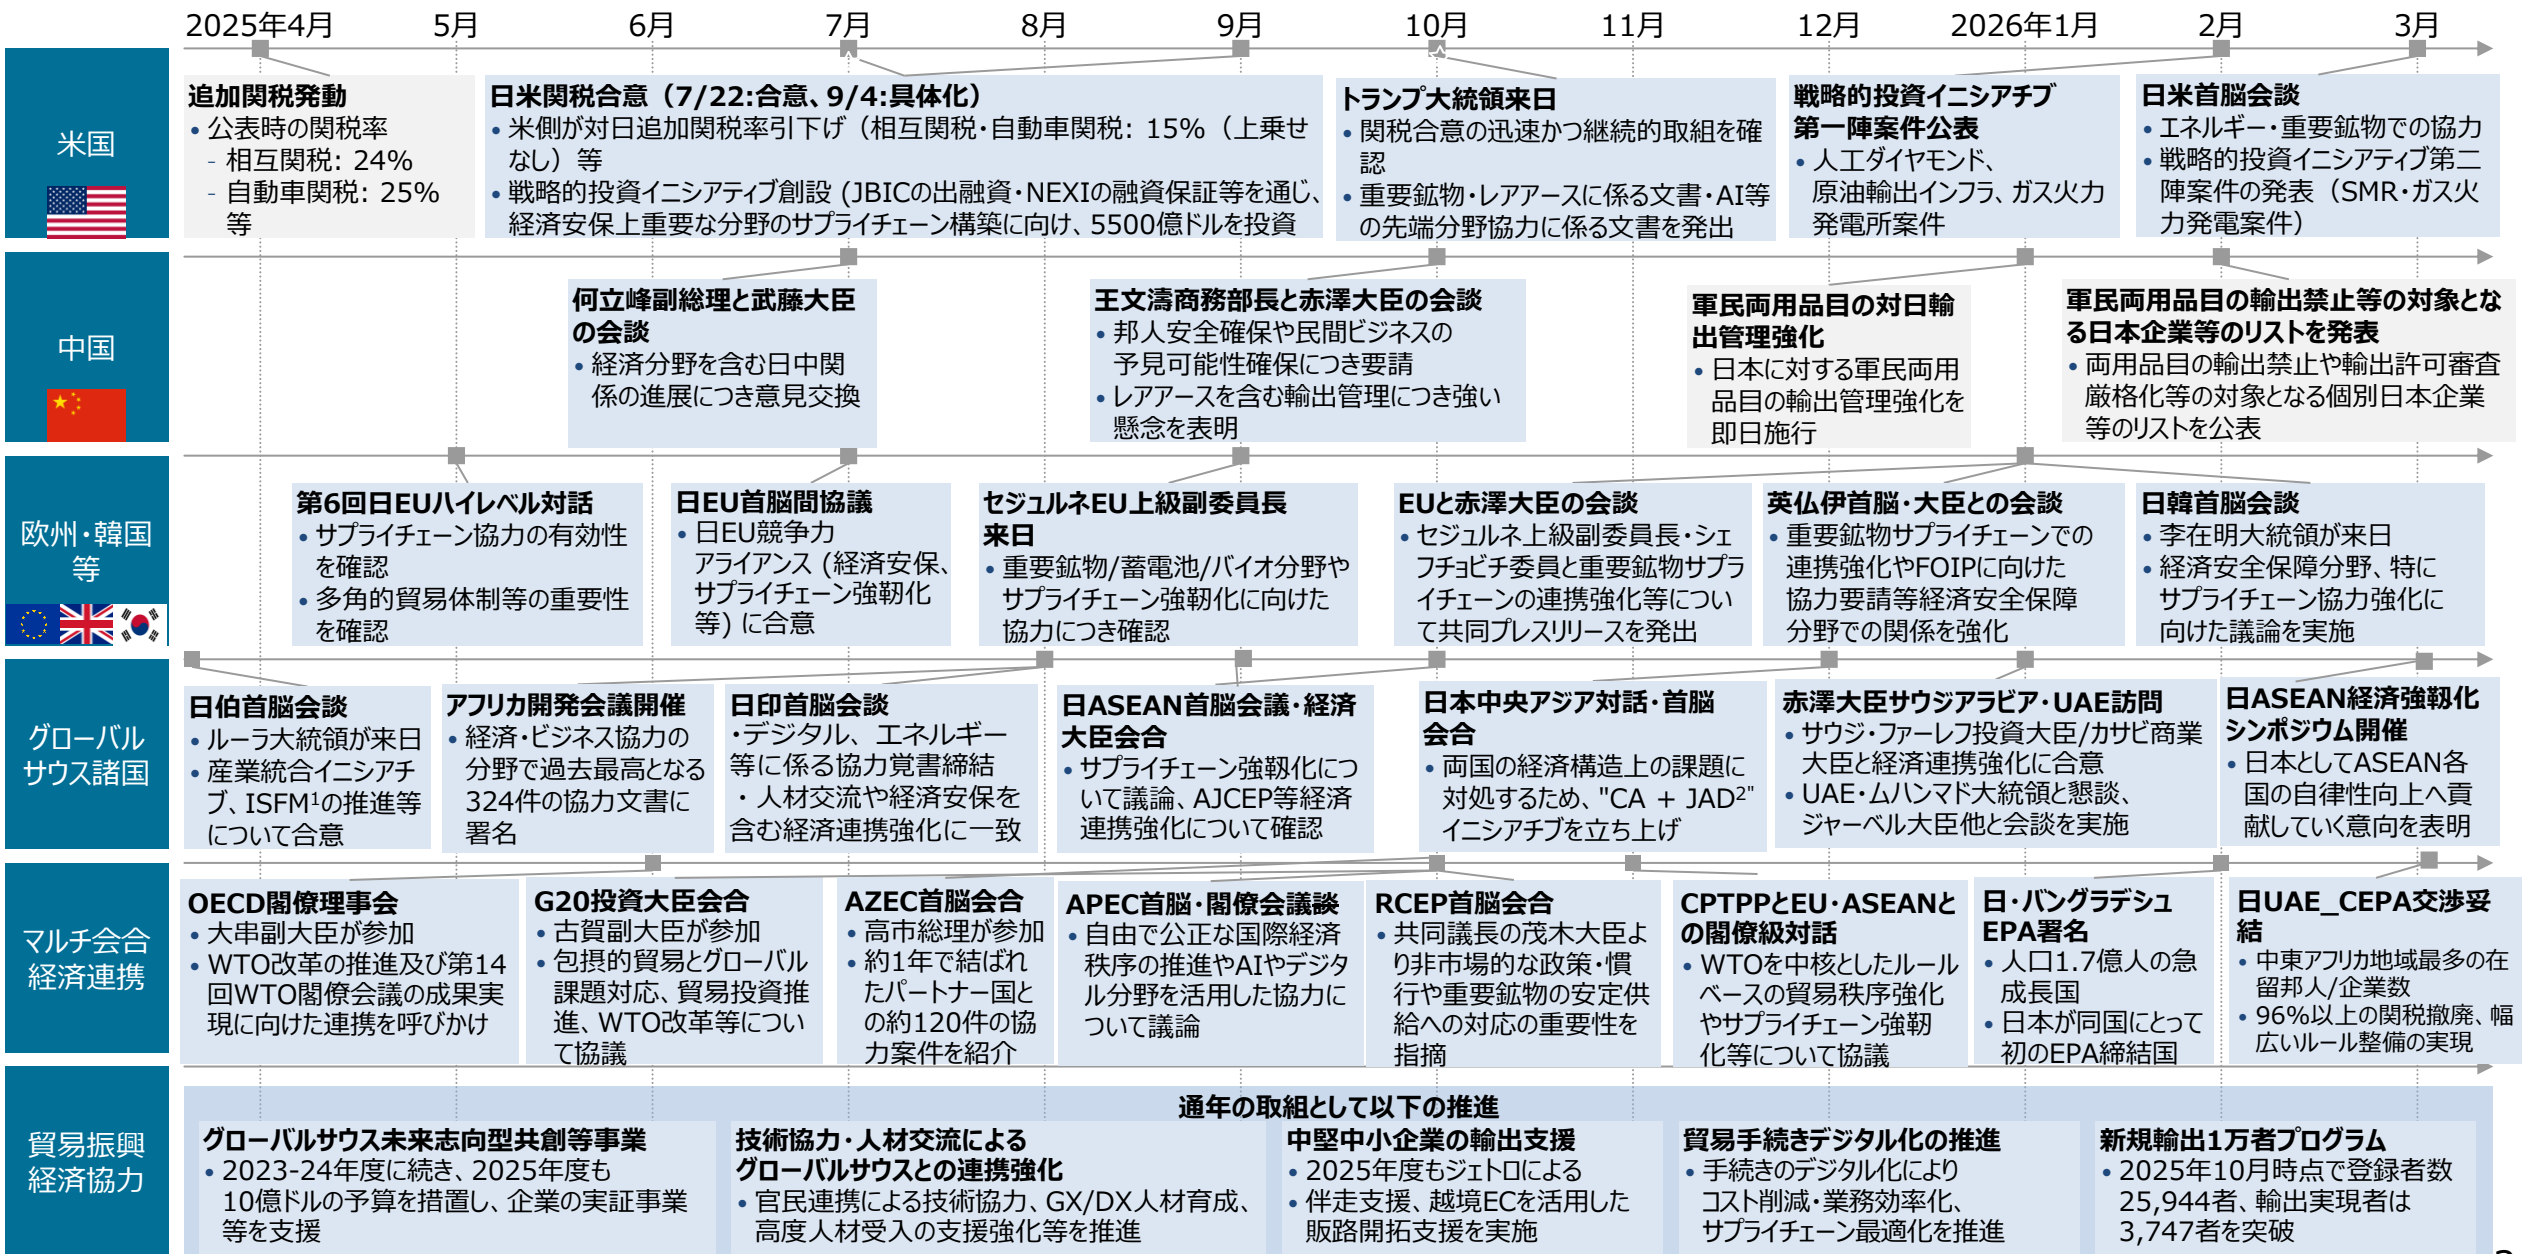 2025年4月
5月
6月
7月
8月
9月
10月
11月
12月
2026年1月
2月
3月
米国
追加関税発動
• 公表時の関税率
- 相互関税: 24%
- 自動車関税: 25%
等
日米関税合意（7/22:合意、9/4:具体化）
• 米側が対日追加関税率引下げ（相互関税・自動車関税: 15%（上乗せ
なし）等
• 戦略的投資イニシアティブ創設 (JBICの出融資・NEXIの融資保証等を通じ、
経済安保上重要な分野のサプライチェーン構築に向け、5500億ドルを投資
トランプ大統領来日
• 関税合意の迅速かつ継続的取組を確
認
• 重要鉱物・レアアースに係る文書・AI等
の先端分野協力に係る文書を発出
戦略的投資イニシアチブ
第一陣案件公表
• 人工ダイヤモンド、
原油輸出インフラ、ガス火力
発電所案件
日米首脳会談
• エネルギー・重要鉱物での協力
• 戦略的投資イニシアティブ第二
陣案件の発表（SMR・ガス火
力発電案件）
中国
何立峰副総理と武藤大臣
の会談
• 経済分野を含む日中関
係の進展につき意見交換
王文濤商務部長と赤澤大臣の会談
• 邦人安全確保や民間ビジネスの
予見可能性確保につき要請
• レアアースを含む輸出管理につき強い
懸念を表明
軍民両用品目の対日輸
出管理強化
• 日本に対する軍民両用
品目の輸出管理強化を
即日施行
軍民両用品目の輸出禁止等の対象とな
る日本企業等のリストを発表
• 両用品目の輸出禁止や輸出許可審査
厳格化等の対象となる個別日本企業
等のリストを公表
欧州・韓国
等
第6回日EUハイレベル対話
• サプライチェーン協力の有効性
を確認
• 多角的貿易体制等の重要性
を確認
日EU首脳間協議
• 日EU競争力
アライアンス (経済安保、
サプライチェーン強靭化
等) に合意
セジュルネEU上級副委員長
来日
• 重要鉱物/蓄電池/バイオ分野や
サプライチェーン強靭化に向けた
協力につき確認
EUと赤澤大臣の会談
• セジュルネ上級副委員長・シェ
フチョビチ委員と重要鉱物サプラ
イチェーンの連携強化等につい
て共同プレスリリースを発出
英仏伊首脳・大臣との会談
• 重要鉱物サプライチェーンでの
連携強化やFOIPに向けた
協力要請等経済安全保障
分野での関係を強化
日韓首脳会談
• 李在明大統領が来日
• 経済安全保障分野、特に
サプライチェーン協力強化に
向けた議論を実施
グローバル
サウス諸国
日伯首脳会談
• ルーラ大統領が来日
• 産業統合イニシアチ
ブ、ISFM1の推進等
について合意
アフリカ開発会議開催
• 経済・ビジネス協力の
分野で過去最高となる
324件の協力文書に
署名
日印首脳会談
・デジタル、エネルギー
等に係る協力覚書締結
・人材交流や経済安保を
含む経済連携強化に一致
日ASEAN首脳会議・経済
大臣会合
• サプライチェーン強靱化につ
いて議論、AJCEP等経済
連携強化について確認
日本中央アジア対話・首脳
会合
• 両国の経済構造上の課題に
対処するため、"CA + JAD2"
イニシアチブを立ち上げ
赤澤大臣サウジアラビア・UAE訪問
• サウジ・ファーレフ投資大臣/カサビ商業
大臣と経済連携強化に合意
• UAE・ムハンマド大統領と懇談、
ジャーベル大臣他と会談を実施
日ASEAN経済強靱化
シンポジウム開催
• 日本としてASEAN各
国の自律性向上へ貢
献していく意向を表明
マルチ会合
経済連携
OECD閣僚理事会
• 大串副大臣が参加
• WTO改革の推進及び第14
回WTO閣僚会議の成果実
現に向けた連携を呼びかけ
G20投資大臣会合
• 古賀副大臣が参加
• 包摂的貿易とグローバル
課題対応、貿易投資推
進、WTO改革等につい
て協議
AZEC首脳会合
• 高市総理が参加
• 約1年で結ばれ
たパートナー国と
の約120件の協
力案件を紹介
APEC首脳・閣僚会議談
• 自由で公正な国際経済
秩序の推進やAIやデジタ
ル分野を活用した協力に
ついて議論
RCEP首脳会合
• 共同議長の茂木大臣よ
り非市場的な政策・慣
行や重要鉱物の安定供
給への対応の重要性を
指摘
CPTPPとEU・ASEANと
の閣僚級対話
• WTOを中核としたルール
ベースの貿易秩序強化
やサプライチェーン強靭
化等について協議
日・バングラデシュ
EPA署名
• 人口1.7億人の急
成長国
• 日本が同国にとって
初のEPA締結国
日UAE_CEPA交渉妥
結
• 中東アフリカ地域最多の在
留邦人/企業数
• 96%以上の関税撤廃、幅
広いルール整備の実現
貿易振興
経済協力
通年の取組として以下の推進
グローバルサウス未来志向型共創等事業
• 2023-24年度に続き、2025年度も
10億ドルの予算を措置し、企業の実証事業
等を支援
技術協力・人材交流による
グローバルサウスとの連携強化
• 官民連携による技術協力、GX/DX人材育成、
高度人材受入の支援強化等を推進
中堅中小企業の輸出支援
• 2025年度もジェトロによる
• 伴走支援、越境ECを活用した
販路開拓支援を実施
貿易手続きデジタル化の推進
• 手続きのデジタル化により
コスト削減・業務効率化、
サプライチェーン最適化を推進
新規輸出1万者プログラム
• 2025年10月時点で登録者数
25,944者、輸出実現者は
3,747者を突破